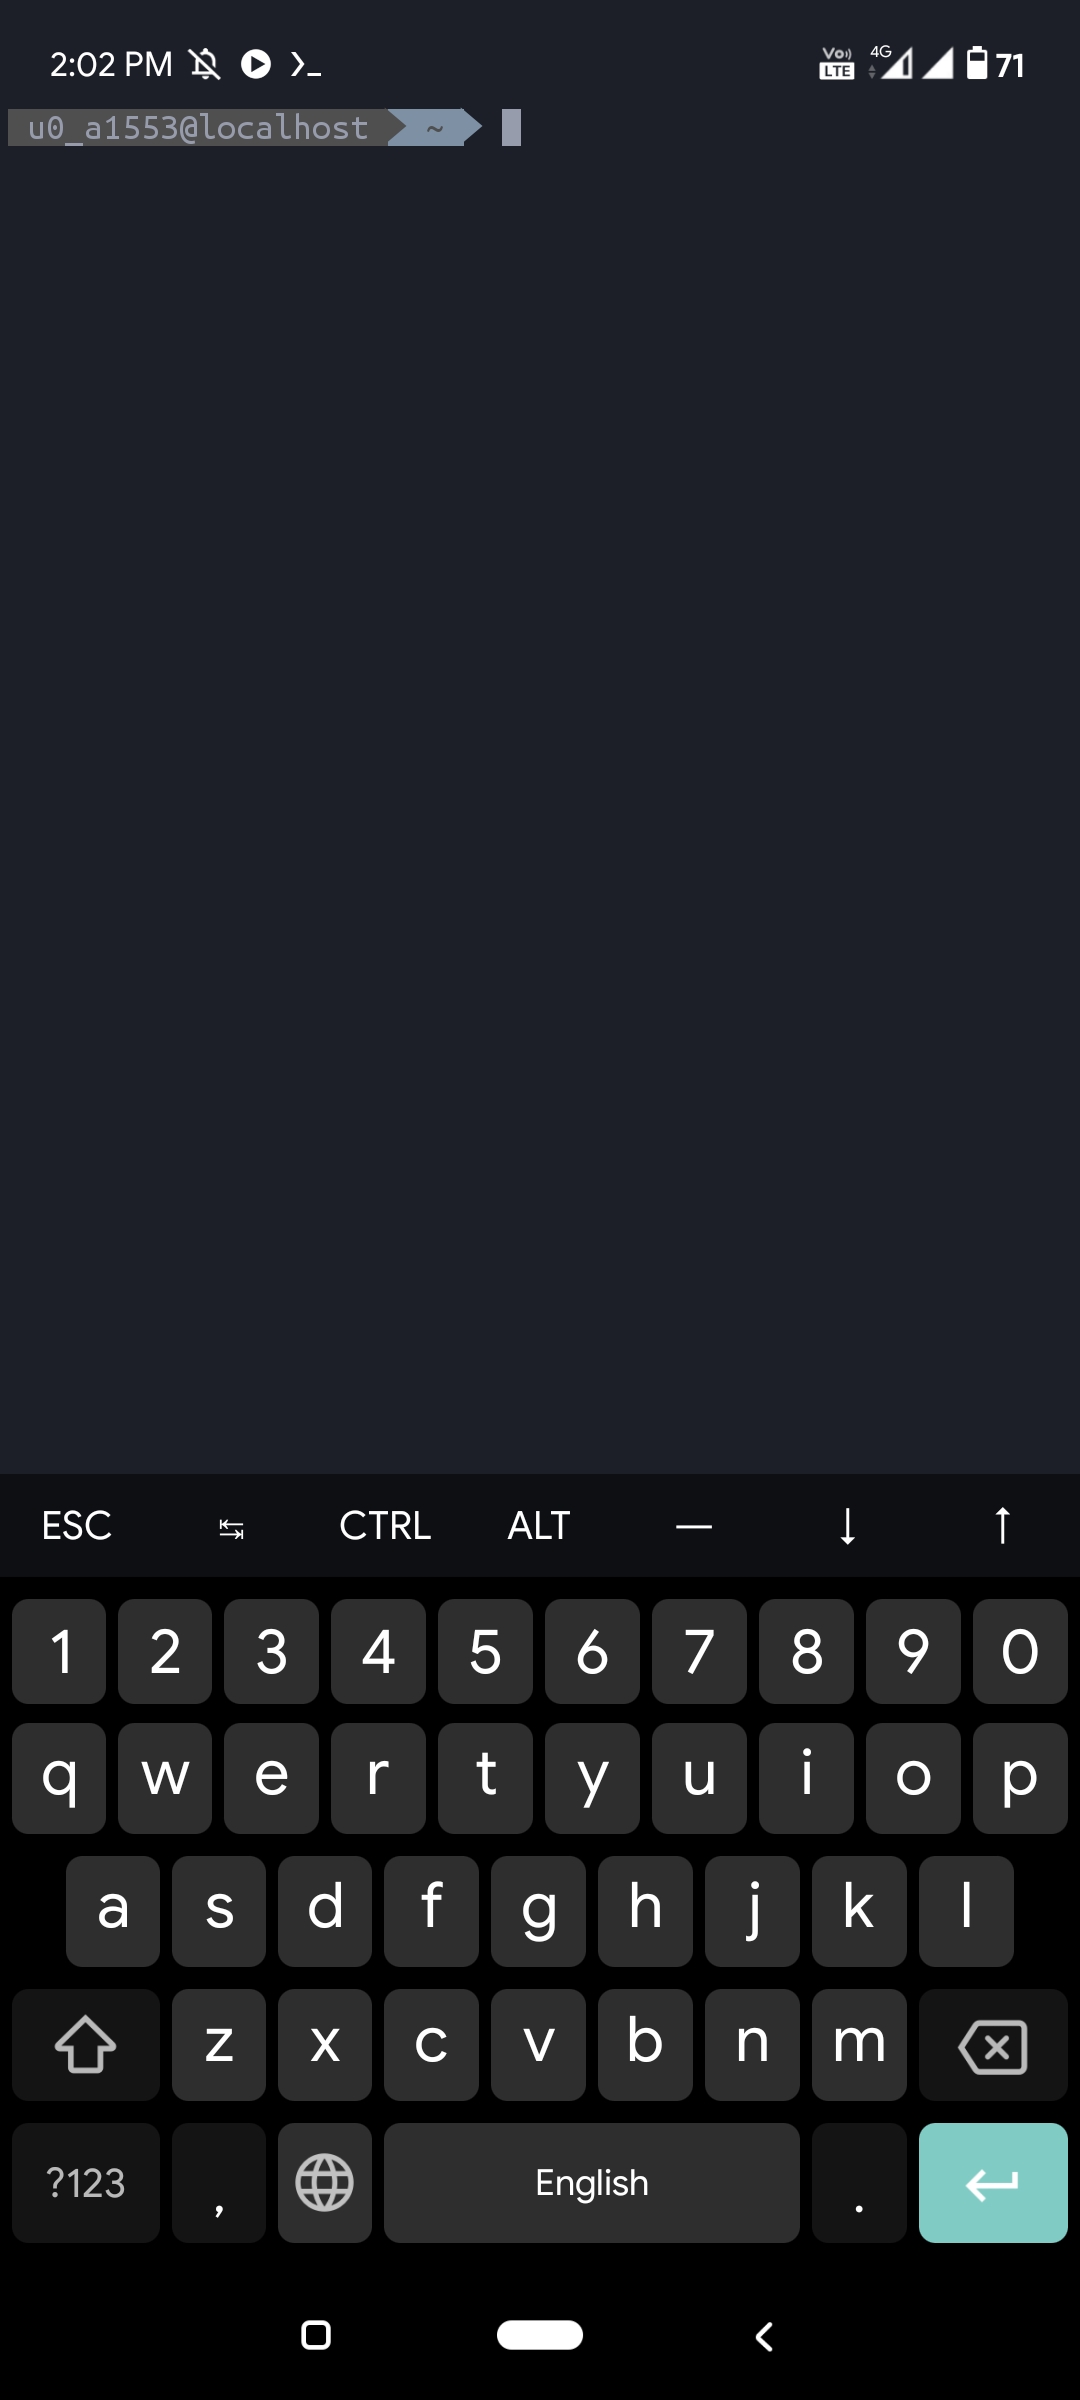 2:02 PM
Vo)) LTE 4G 71
u0_a1553@localhost ~
ESC ↹ CTRL ALT — ↓ ↑
1 2 3 4 5 6 7 8 9 0
q w e r t y u i o p
a s d f g h j k l
z x c v b n m
?123 , English .